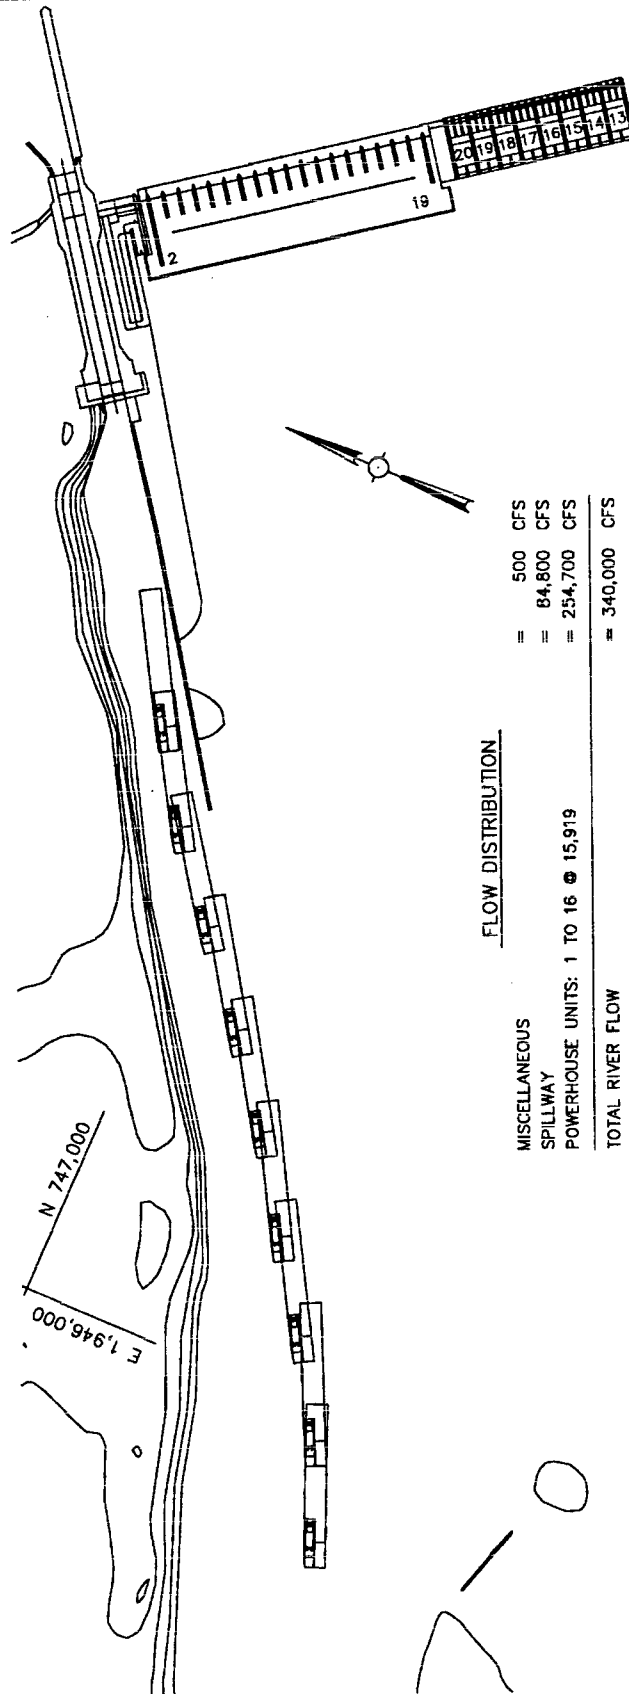 20 19 18 17 16 15 14 13
2
19
FLOW DISTRIBUTION
MISCELLANEOUS = 500 CFS
SPILLWAY = 84,800 CFS
POWERHOUSE UNITS: 1 TO 16 @ 15,919 = 254,700 CFS
TOTAL RIVER FLOW = 340,000 CFS
N 747,000
E 1,946,000